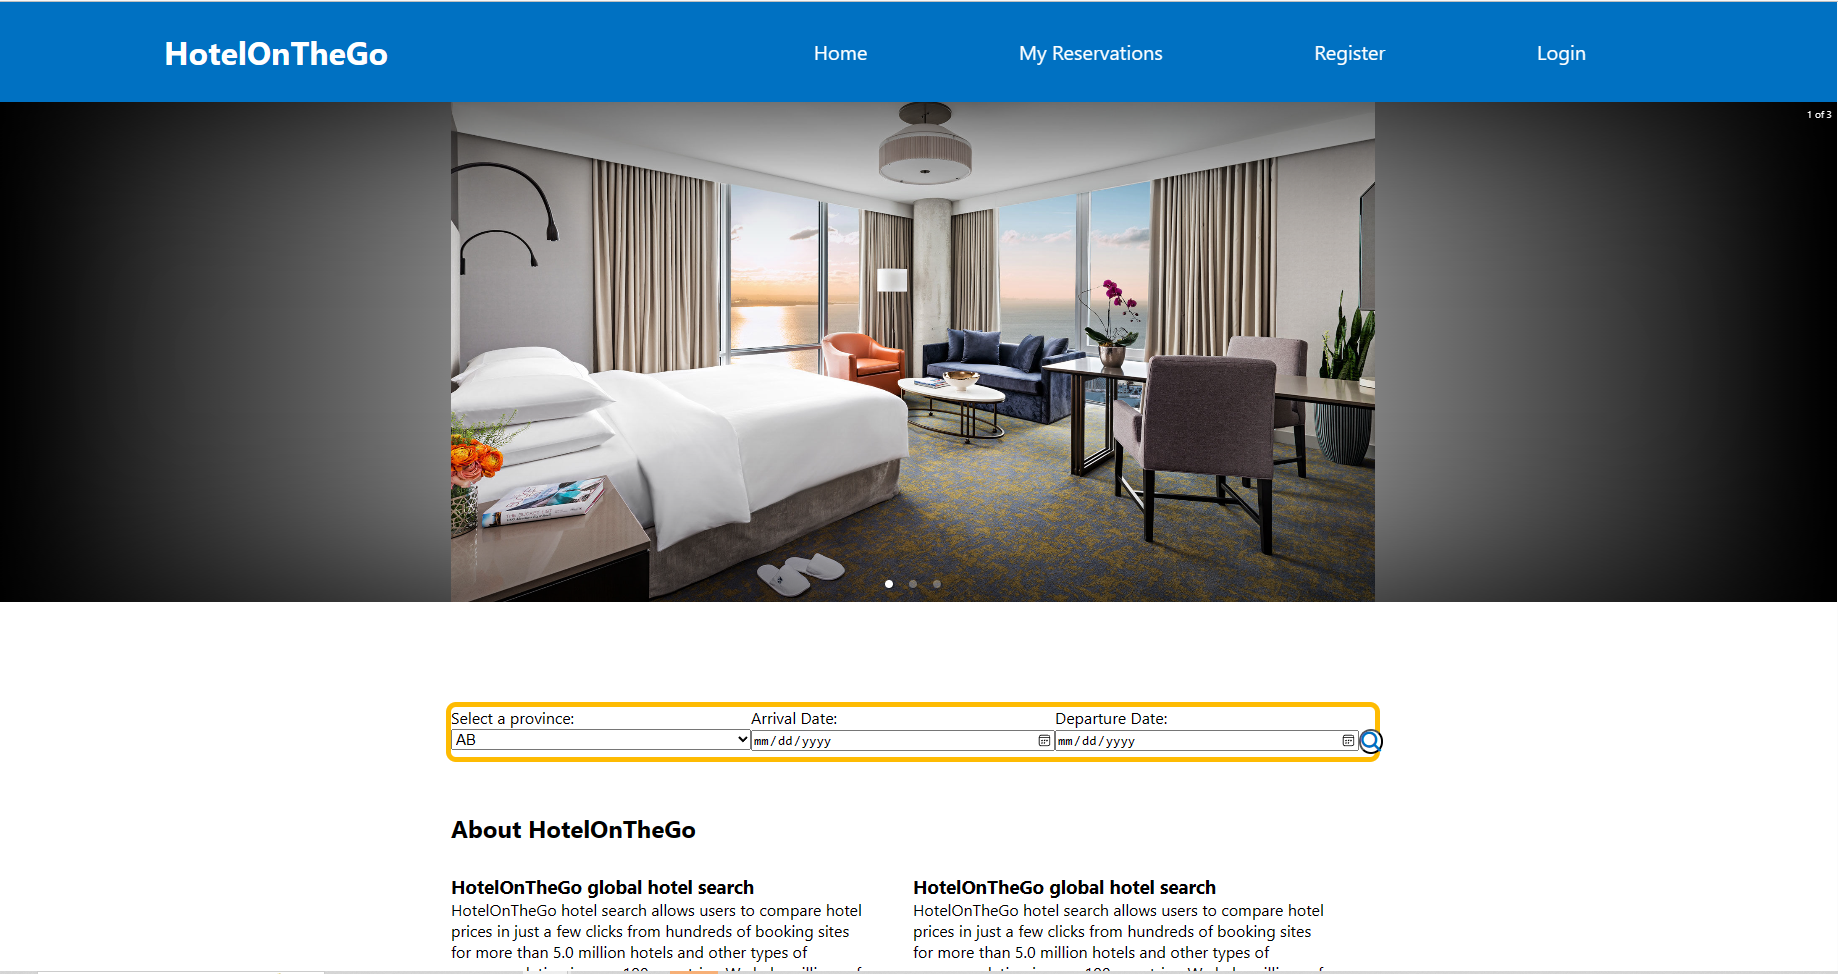 HotelOnTheGo
Home
My Reservations
Register
Login
1 of 3
Select a province:
Arrival Date:
Departure Date:
AB
mm/dd/yyyy
mm/dd/yyyy
About HotelOnTheGo
HotelOnTheGo global hotel search
HotelOnTheGo hotel search allows users to compare hotel
prices in just a few clicks from hundreds of booking sites
for more than 5.0 million hotels and other types of
HotelOnTheGo global hotel search
HotelOnTheGo hotel search allows users to compare hotel
prices in just a few clicks from hundreds of booking sites
for more than 5.0 million hotels and other types of